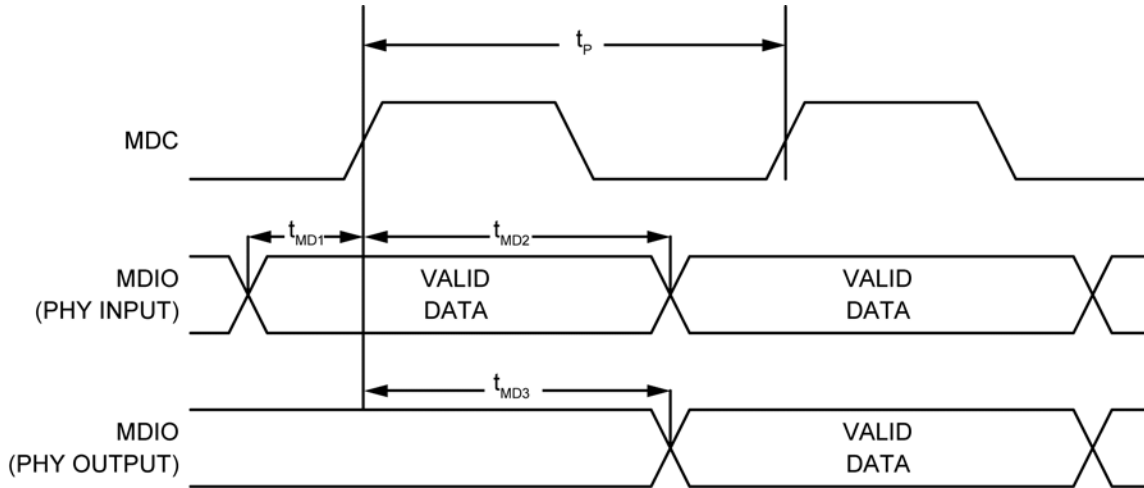 tP
MDC
tMD1
tMD2
MDIO
(PHY INPUT)
VALID
DATA
VALID
DATA
tMD3
MDIO
(PHY OUTPUT)
VALID
DATA